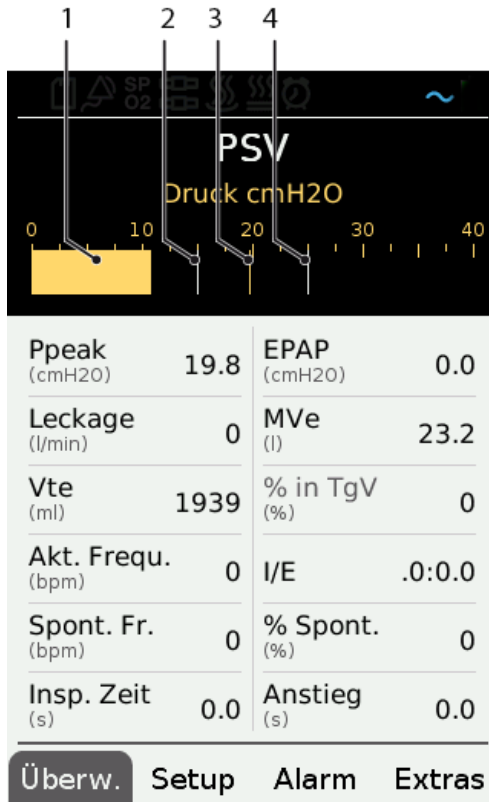 1 2 3 4
SP
O2
PSV
Druck cmH2O
0 10 20 30 40
Ppeak 19.8 EPAP 0.0
(cmH2O) (cmH2O)
Leckage 0 MVe 23.2
(l/min) (l)
Vte 1939 % in TgV 0
(ml) (%)
Akt. Frequ. 0 I/E .0:0.0
(bpm)
Spont. Fr. 0 % Spont. 0
(bpm) (%)
Insp. Zeit 0.0 Anstieg 0.0
(s) (s)
Überw. Setup Alarm Extras